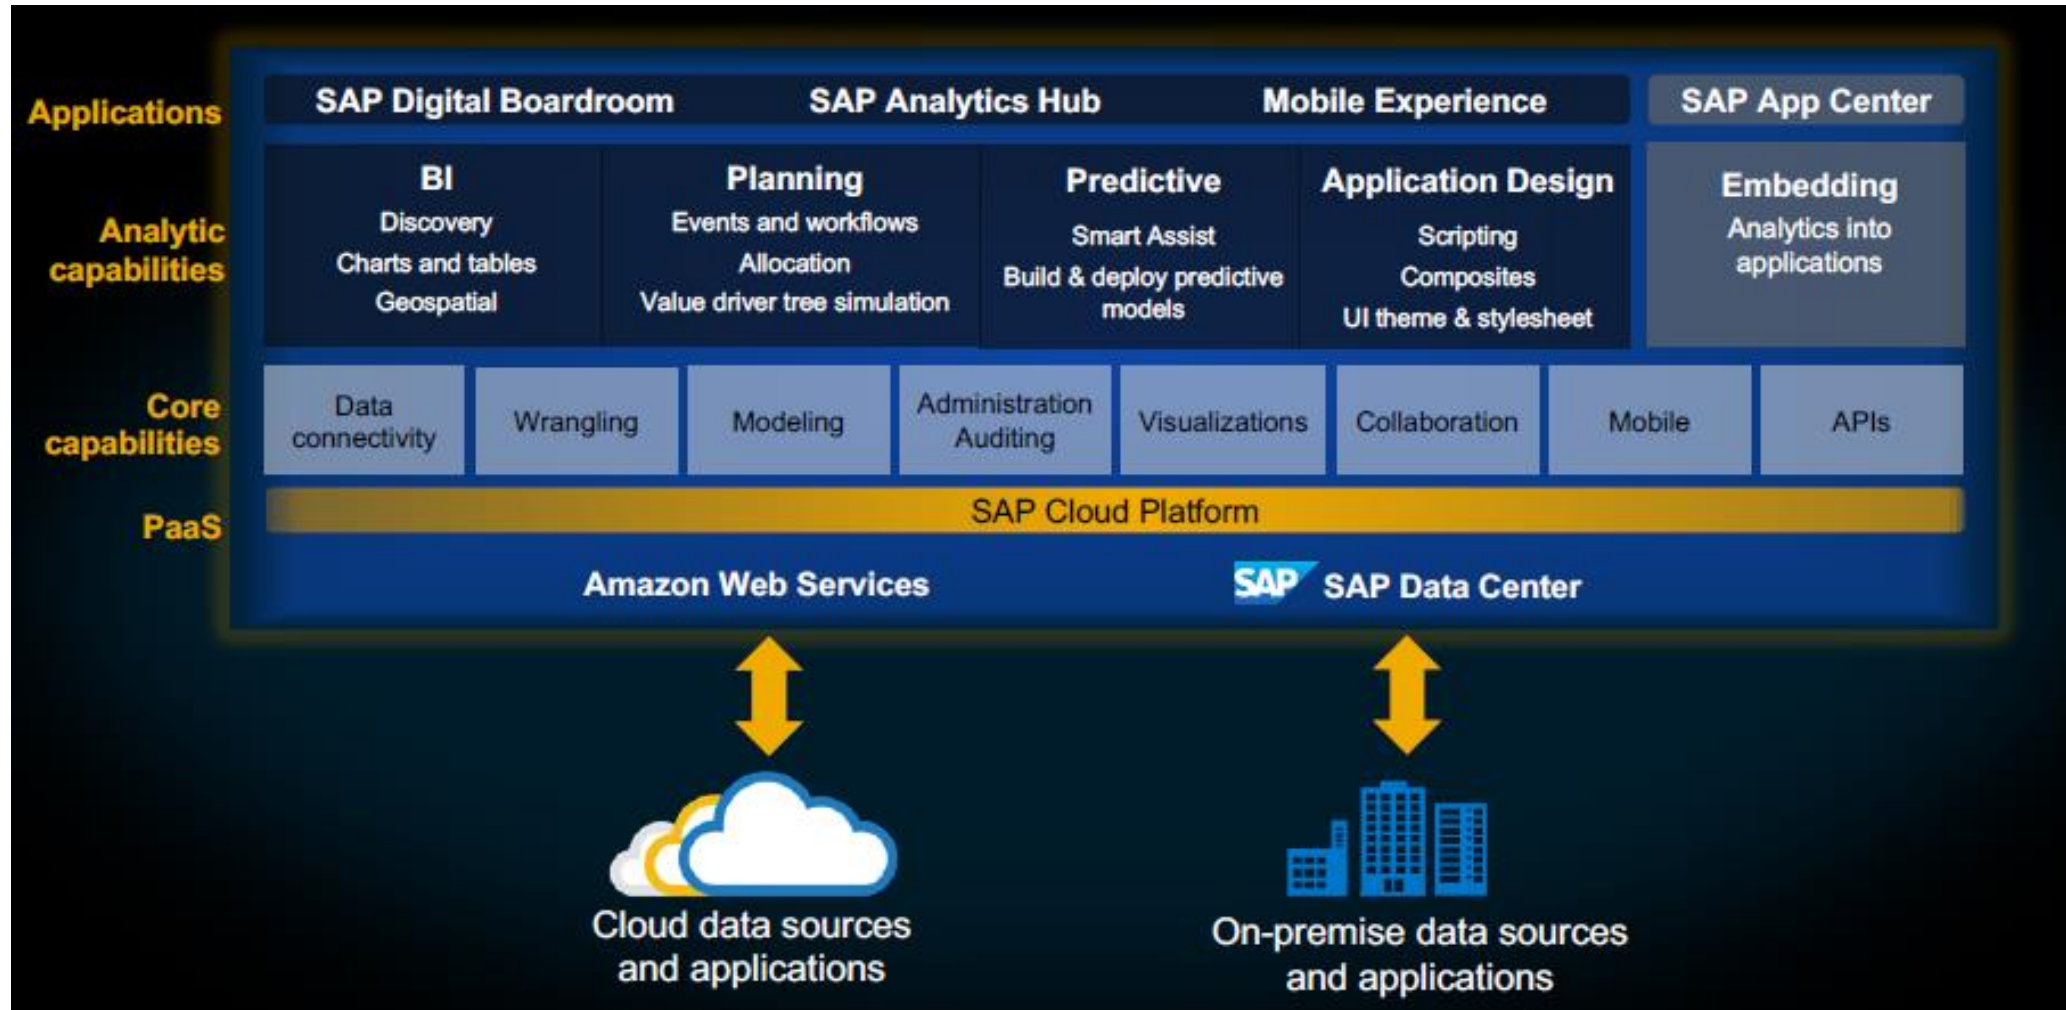 Applications
SAP Digital Boardroom
SAP Analytics Hub
Mobile Experience
SAP App Center
Analytic
capabilities
BI
Discovery
Charts and tables
Geospatial
Planning
Events and workflows
Allocation
Value driver tree simulation
Predictive
Smart Assist
Build & deploy predictive
models
Application Design
Scripting
Composites
UI theme & stylesheet
Embedding
Analytics into
applications
Core
capabilities
Data
connectivity
Wrangling
Modeling
Administration
Auditing
Visualizations
Collaboration
Mobile
APIs
PaaS
SAP Cloud Platform
Amazon Web Services
SAP
SAP Data Center
Cloud data sources
and applications
On-premise data sources
and applications